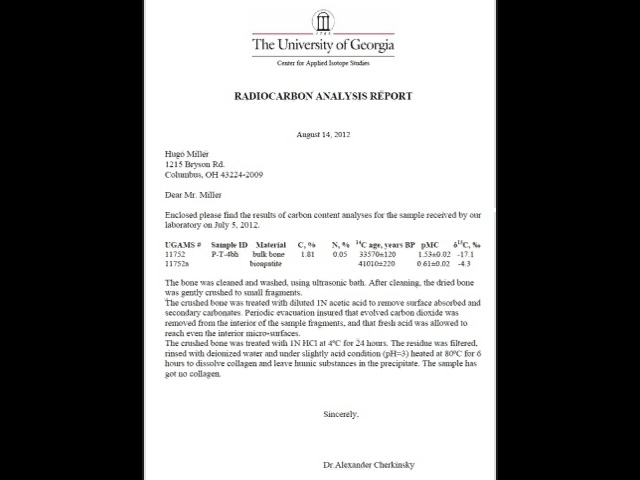 1785
The University of Georgia
Center for Applied Isotope Studies
RADIOCARBON ANALYSIS REPORT
August 14, 2012
Hugo Miller
1215 Bryson Rd.
Columbus, OH 43224-2009
Dear Mr. Miller
Enclosed please find the results of carbon content analyses for the sample received by our
laboratory on July 5, 2012.
UGAMS # Sample ID Material C, % N, % ¹⁴C age, years BP pMC δ¹³C, ‰
11752 P-T-4bh bulk bone 1.81 0.05 33570±120 1.53±0.02 -17.1
11752a bioapatite 41010±220 0.61±0.02 -4.3
The bone was cleaned and washed, using ultrasonic bath. After cleaning, the dried bone
was gently crushed to small fragments.
The crushed bone was treated with diluted 1N acetic acid to remove surface absorbed and
secondary carbonates. Periodic evacuation insured that evolved carbon dioxide was
removed from the interior of the sample fragments, and that fresh acid was allowed to
reach even the interior micro-surfaces.
The crushed bone was treated with 1N HCl at 4ºC for 24 hours. The residue was filtered,
rinsed with deionized water and under slightly acid condition (pH=3) heated at 80ºC for 6
hours to dissolve collagen and leave humic substances in the precipitate. The sample has
got no collagen.
Sincerely,
Dr.Alexander Cherkinsky